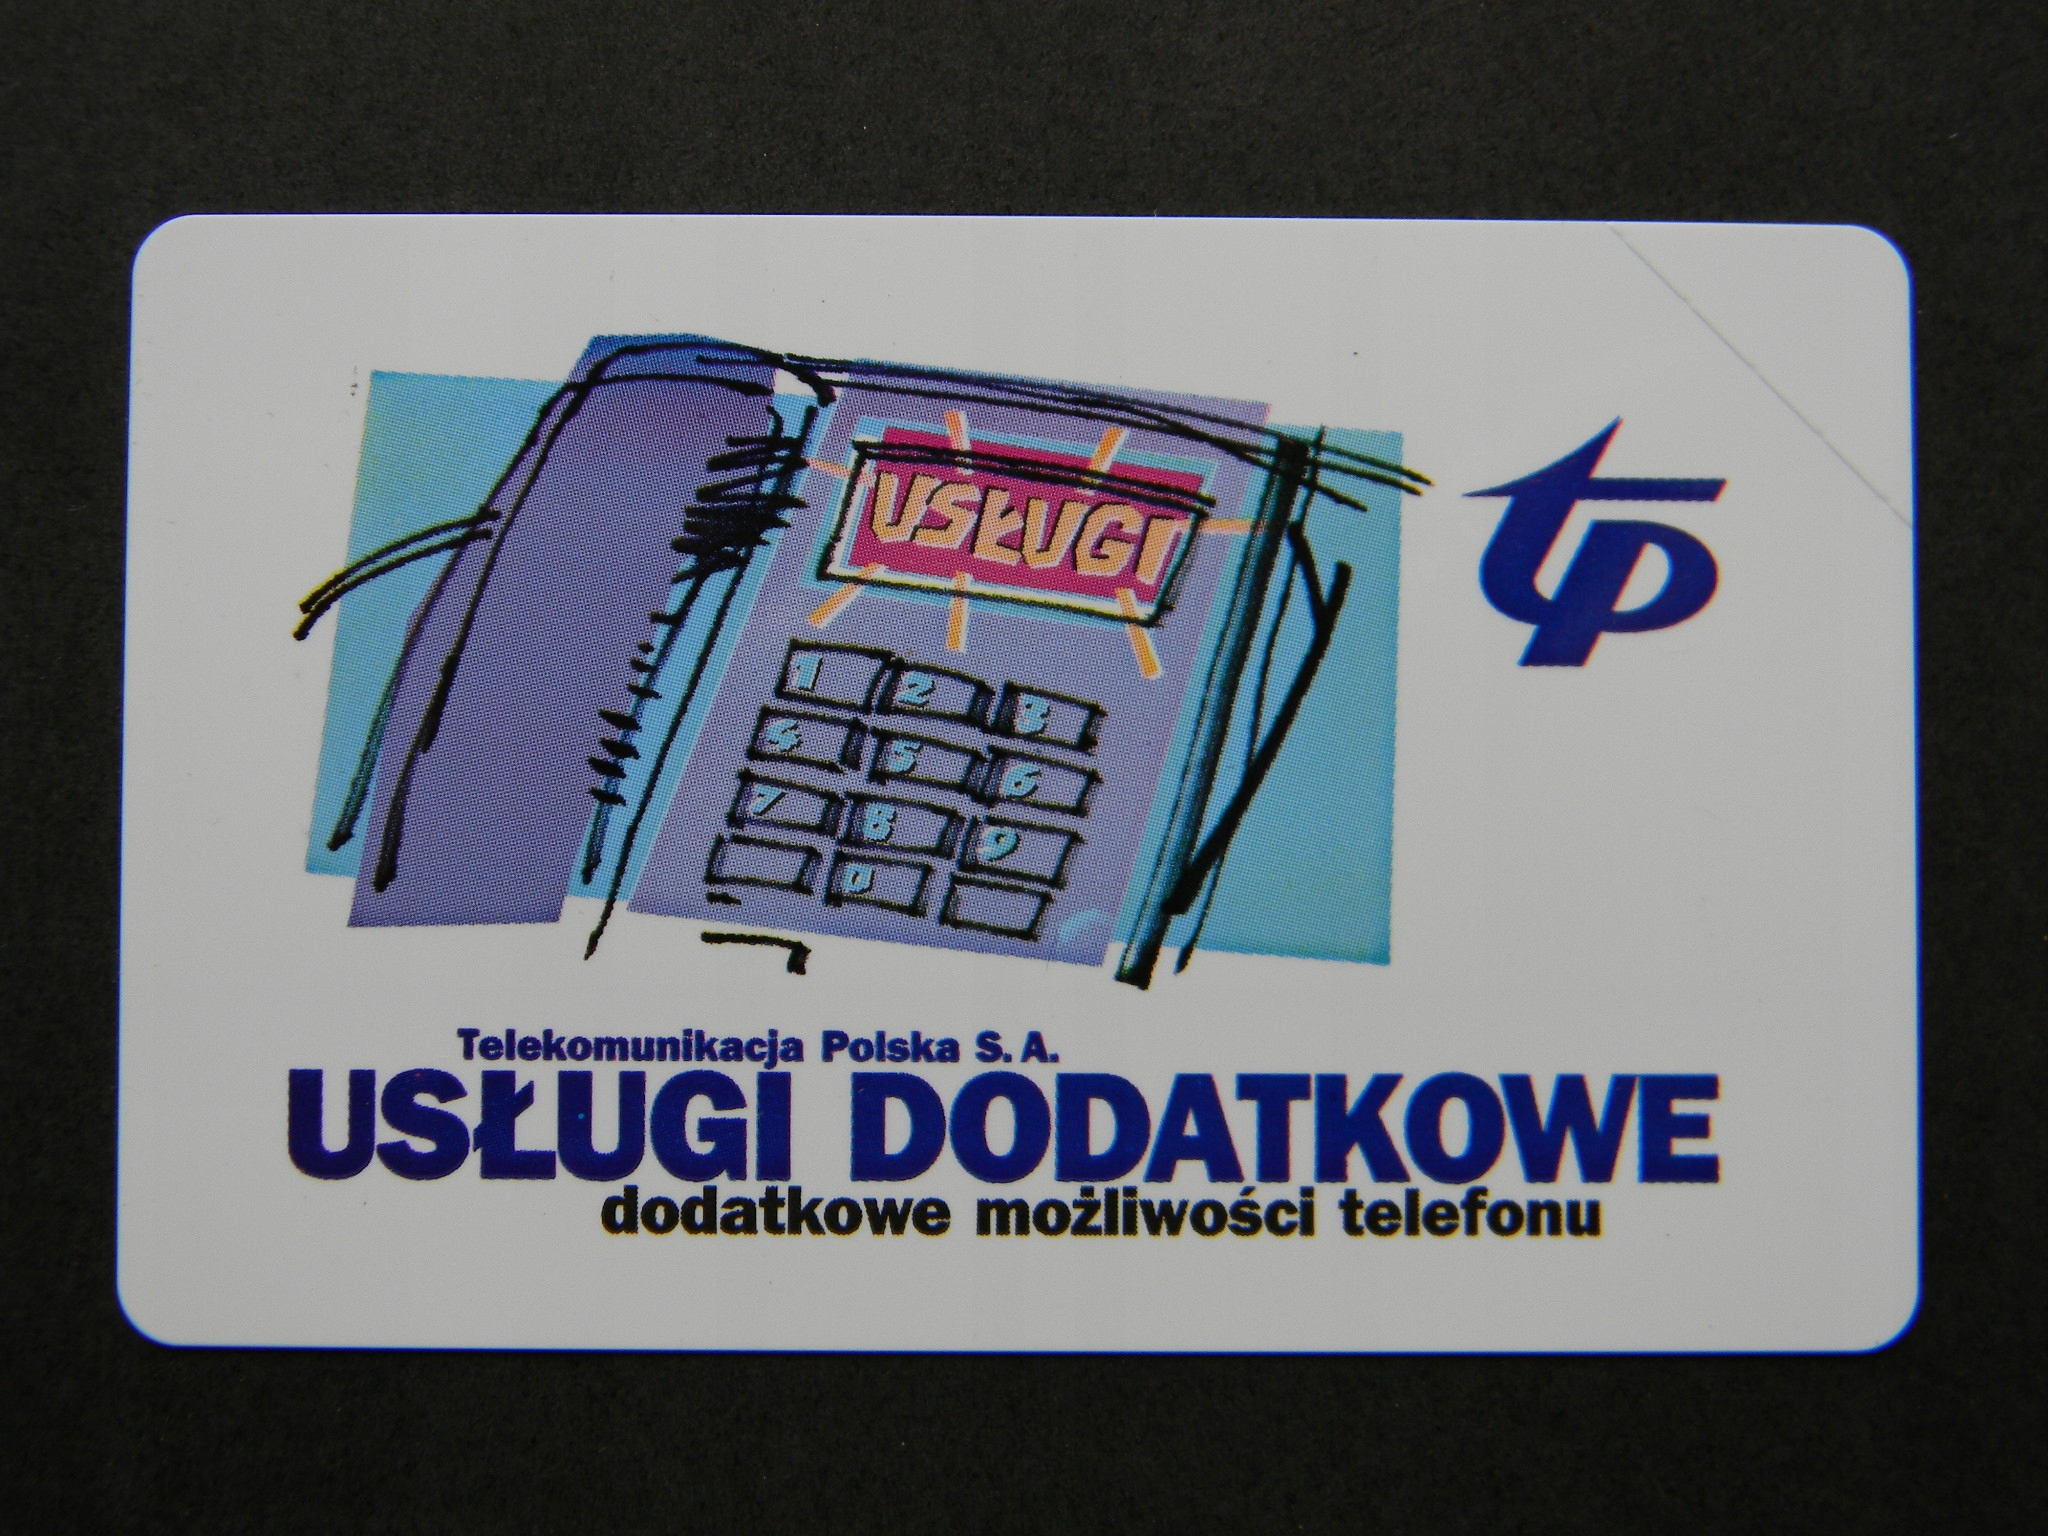 USŁUGI
tp
1 2 3
4 5 6
7 8 9
0
Telekomunikacja Polska S.A.
USŁUGI DODATKOWE
dodatkowe możliwości telefonu